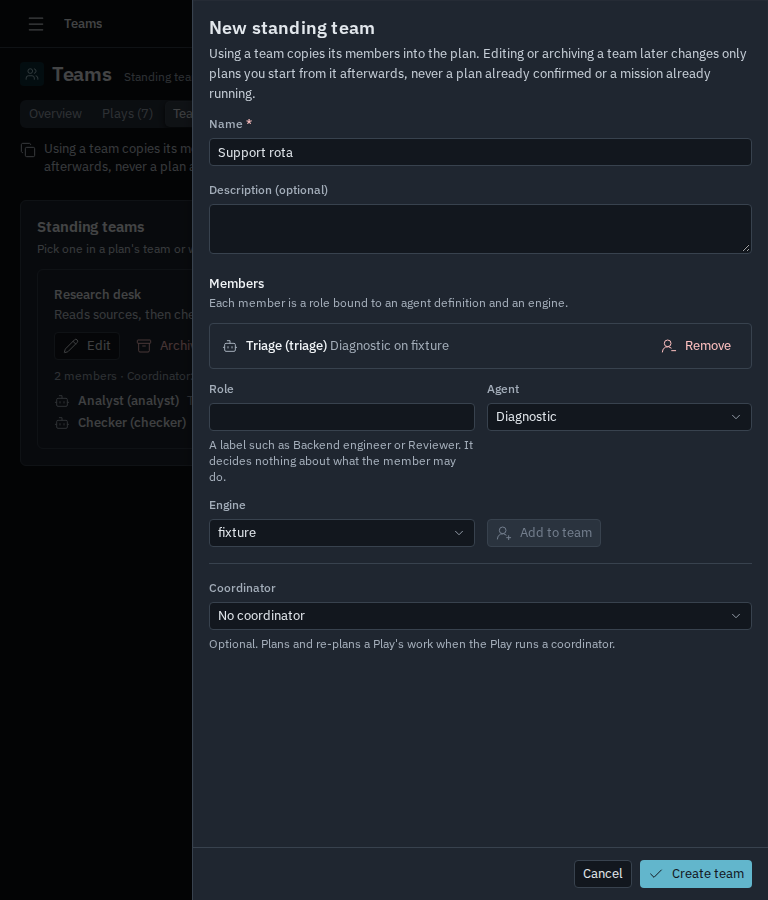 Teams
Teams
Standing tea
Overview
Plays (7)
Tea
Using a team copies its m
afterwards, never a plan a
Standing teams
Pick one in a plan's team or w
Research desk
Reads sources, then che
Edit
Archiv
2 members · Coordinator:
Analyst (analyst)
Checker (checker)
New standing team
Using a team copies its members into the plan. Editing or archiving a team later changes only
plans you start from it afterwards, never a plan already confirmed or a mission already
running.
Name *
Support rota
Description (optional)
Members
Each member is a role bound to an agent definition and an engine.
Triage (triage) Diagnostic on fixture
Remove
Role
Agent
Diagnostic
A label such as Backend engineer or Reviewer. It
decides nothing about what the member may
do.
Engine
fixture
Add to team
Coordinator
No coordinator
Optional. Plans and re-plans a Play's work when the Play runs a coordinator.
Cancel
Create team